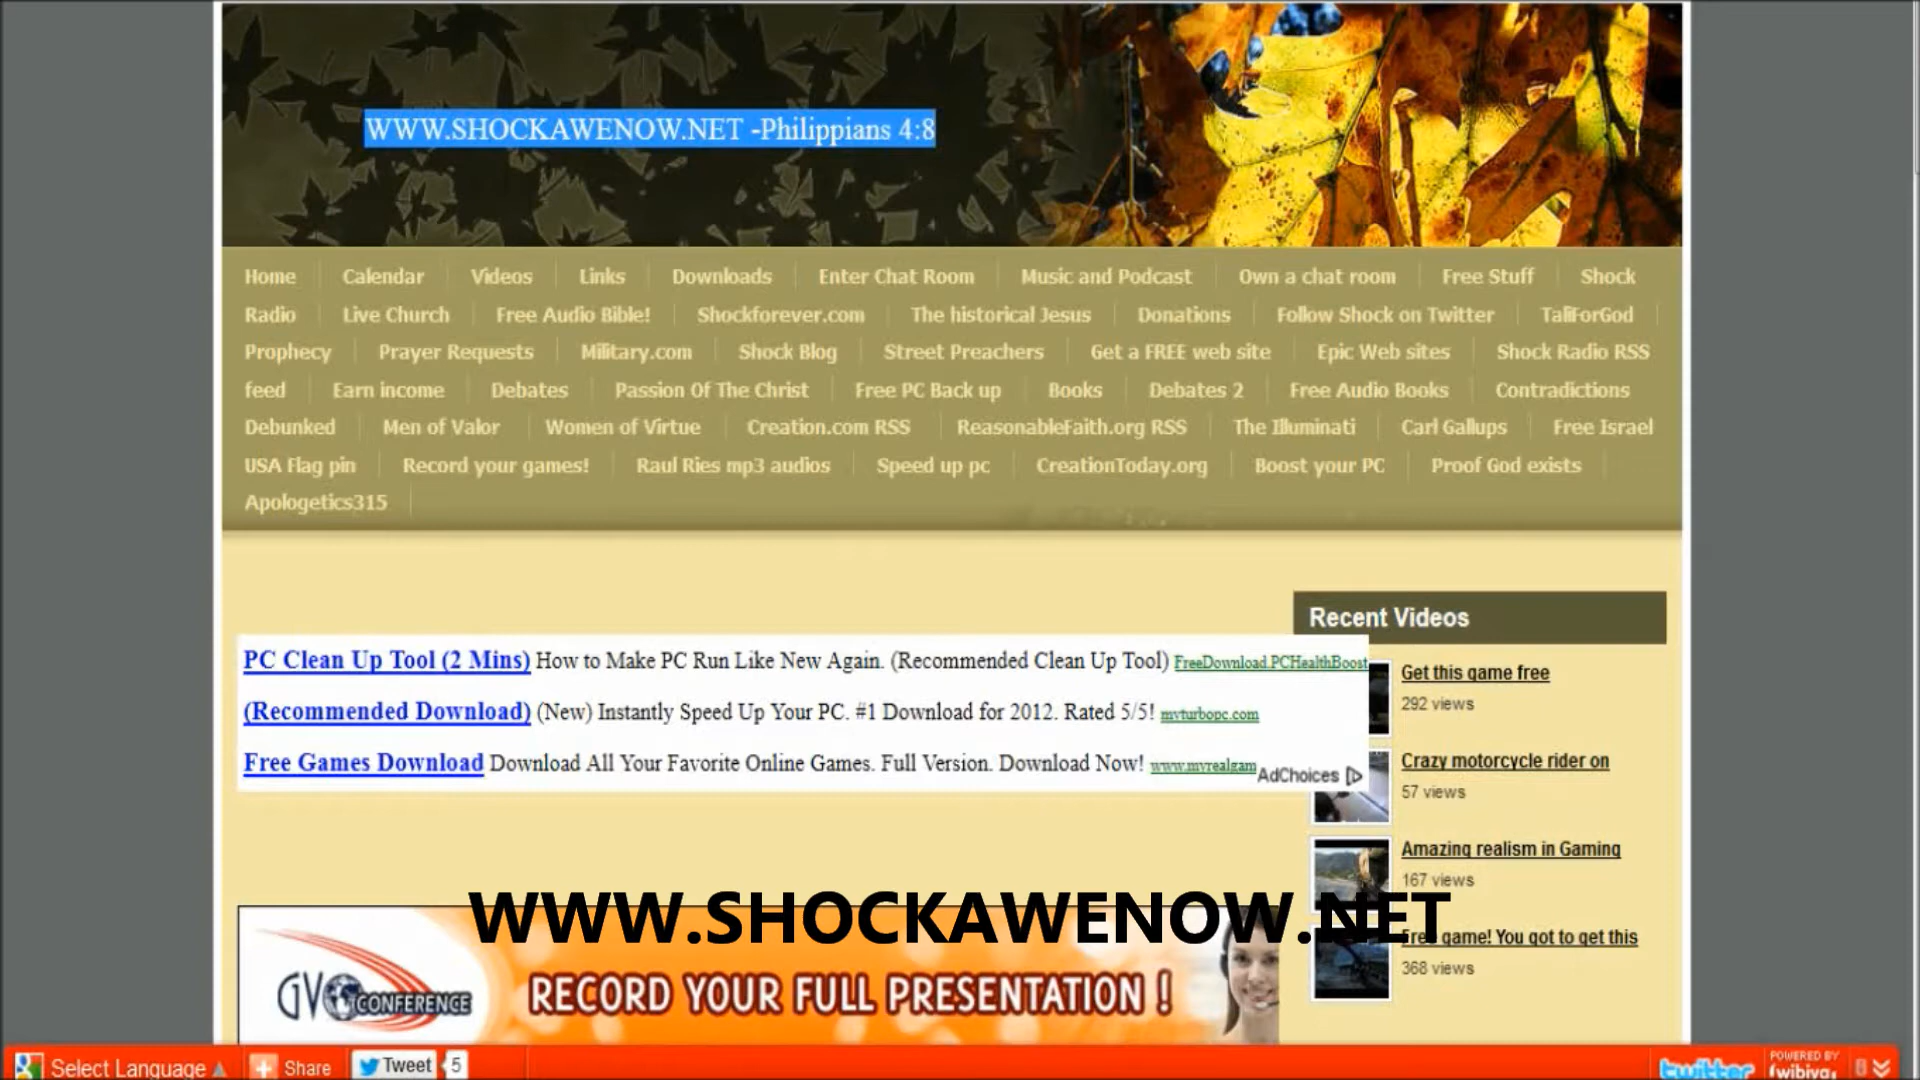 WWW.SHOCKAWENOW.NET -Philippians 4:8
Home Calendar Videos Links Downloads Enter Chat Room Music and Podcast Own a chat room Free Stuff Shock
Radio Live Church Free Audio Bible! Shockforever.com The historical Jesus Donations Follow Shock on Twitter TaliForGod
Prophecy Prayer Requests Military.com Shock Blog Street Preachers Get a FREE web site Epic Web sites Shock Radio RSS
feed Earn income Debates Passion Of The Christ Free PC Back up Books Debates 2 Free Audio Books Contradictions
Debunked Men of Valor Women of Virtue Creation.com RSS ReasonableFaith.org RSS The Illuminati Carl Gallups Free Israel
USA Flag pin Record your games! Raul Ries mp3 audios Speed up pc CreationToday.org Boost your PC Proof God exists
Apologetics315
Recent Videos
PC Clean Up Tool (2 Mins) How to Make PC Run Like New Again. (Recommended Clean Up Tool) FreeDownload.PCHealthBoost
(Recommended Download) (New) Instantly Speed Up Your PC. #1 Download for 2012. Rated 5/5! myturbopc.com
Free Games Download Download All Your Favorite Online Games. Full Version. Download Now! www.myrealgam
AdChoices
Get this game free
292 views
Crazy motorcycle rider on
57 views
Amazing realism in Gaming
167 views
Free game! You got to get this
368 views
WWW.SHOCKAWENOW.NET
GVO CONFERENCE
RECORD YOUR FULL PRESENTATION !
Select Language Share Tweet 5 twitter
POWERED BY
wibiya